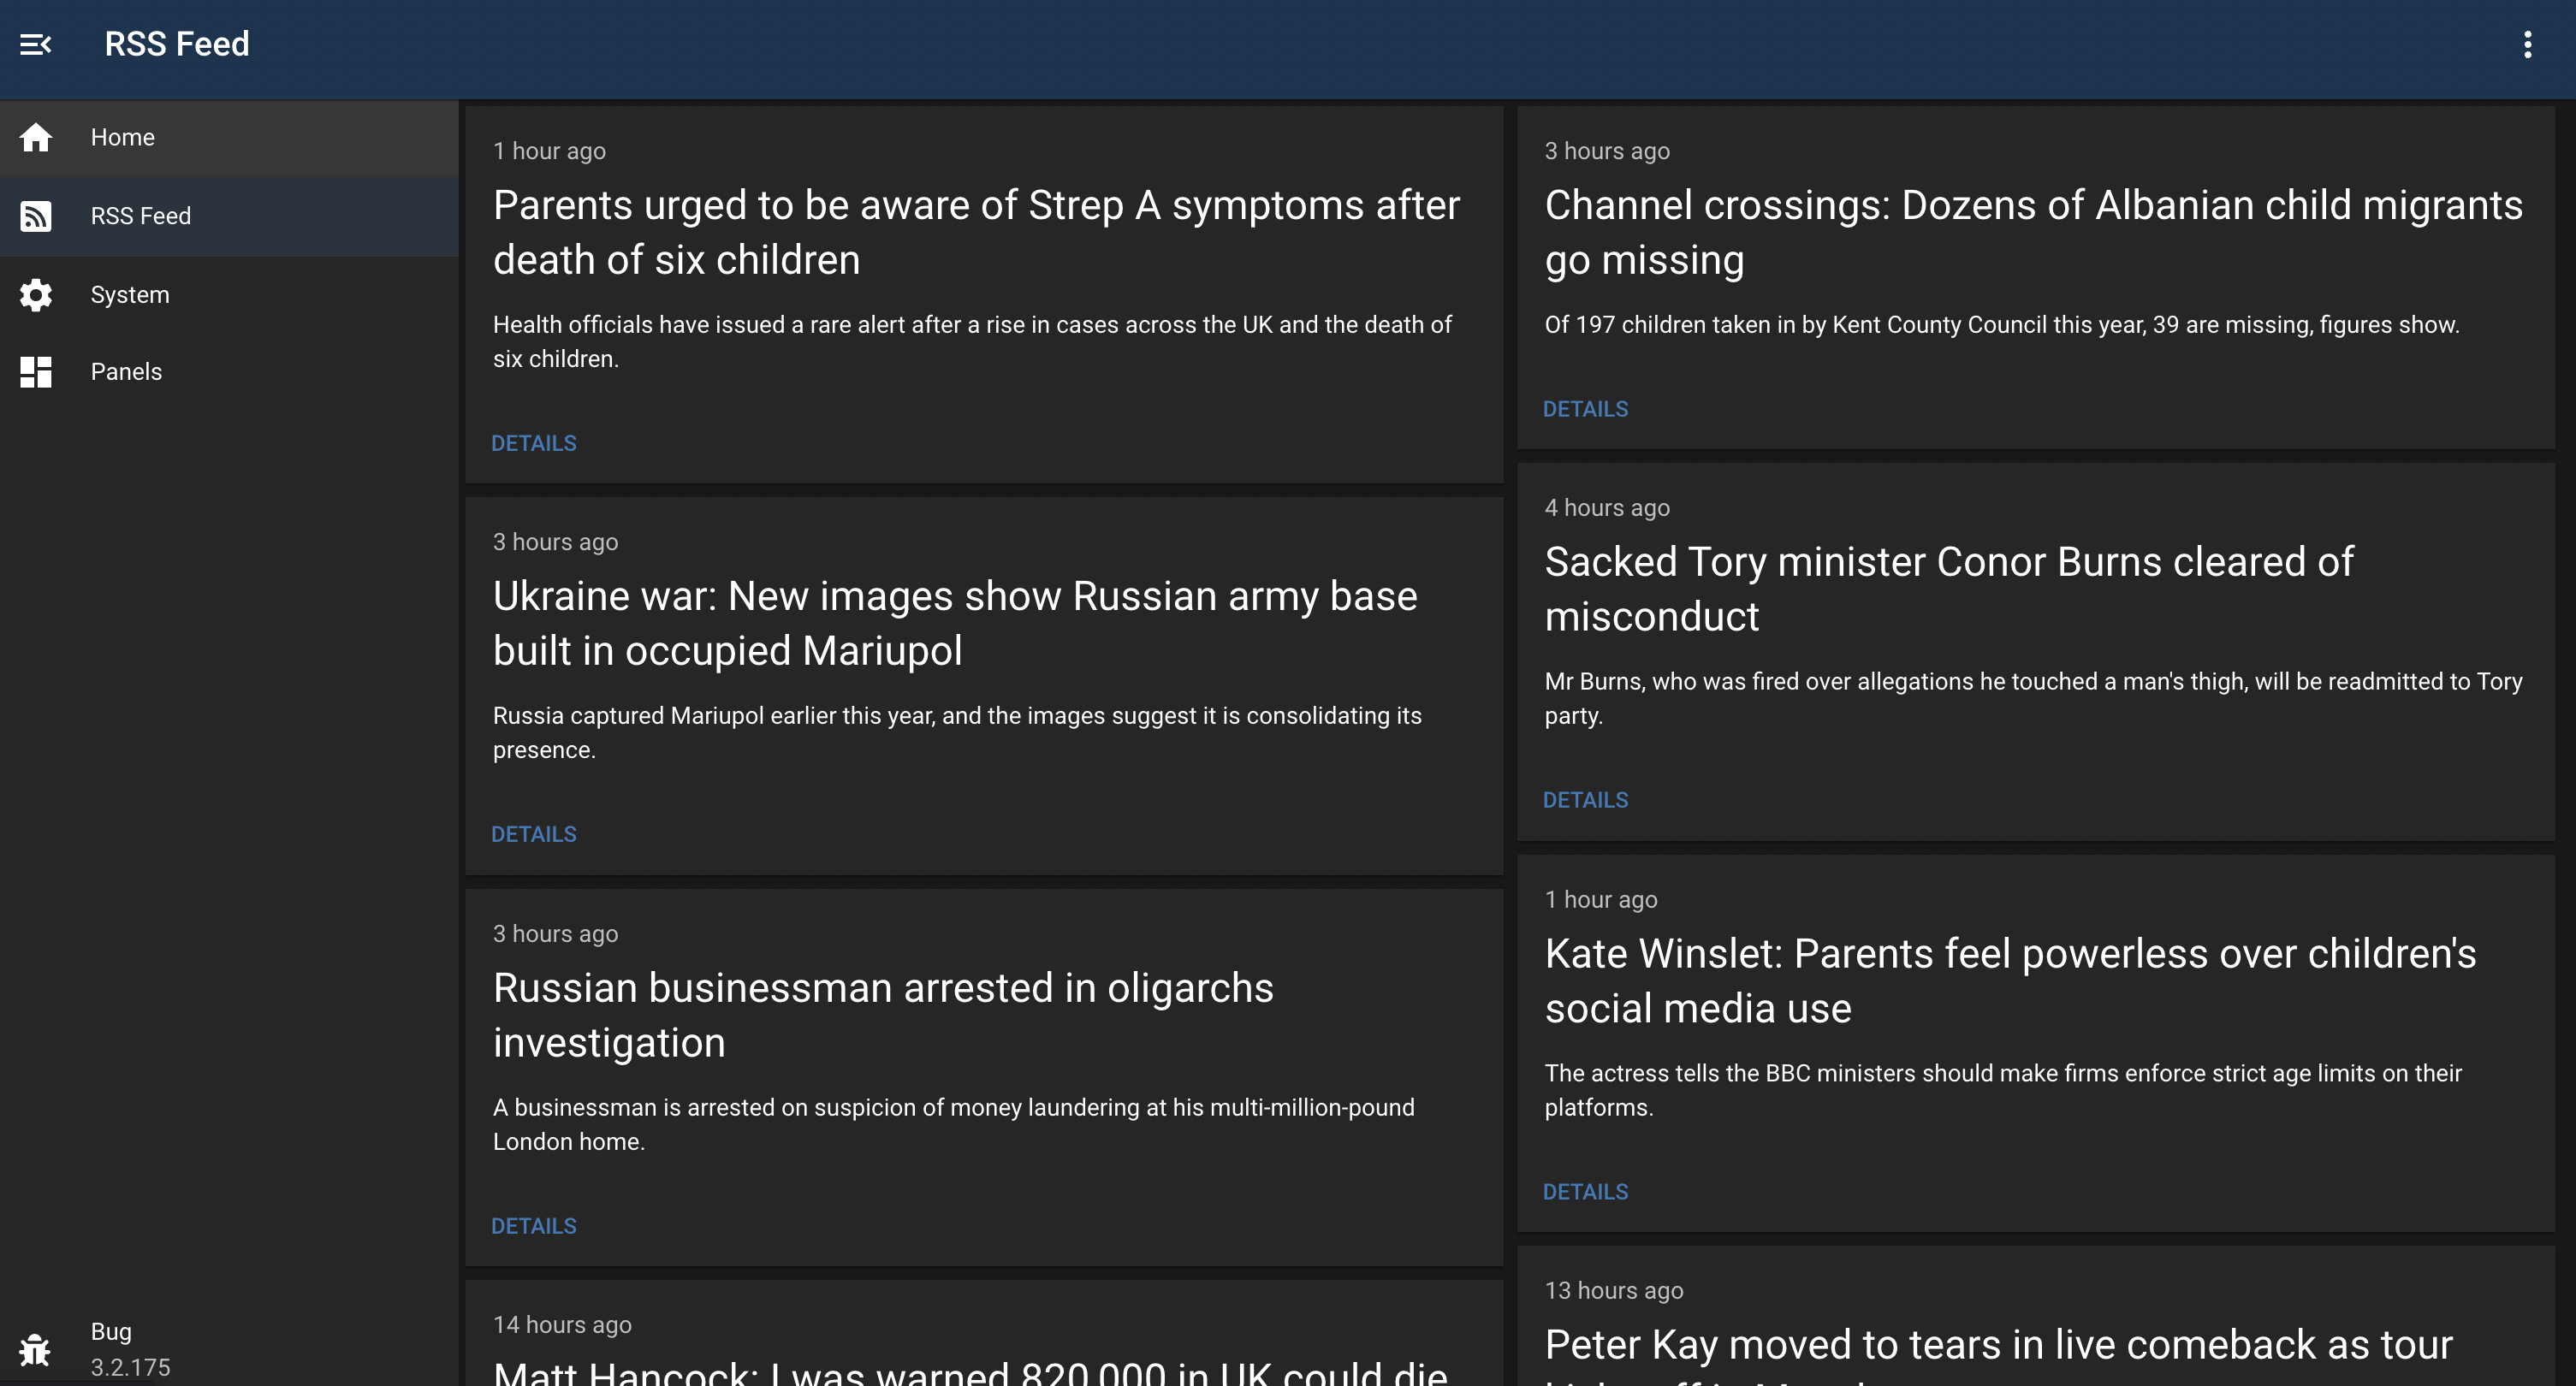 RSS Feed
Home
RSS Feed
System
Panels
Bug
3.2.175
1 hour ago
Parents urged to be aware of Strep A symptoms after
death of six children
Health officials have issued a rare alert after a rise in cases across the UK and the death of
six children.
DETAILS
3 hours ago
Ukraine war: New images show Russian army base
built in occupied Mariupol
Russia captured Mariupol earlier this year, and the images suggest it is consolidating its
presence.
DETAILS
3 hours ago
Russian businessman arrested in oligarchs
investigation
A businessman is arrested on suspicion of money laundering at his multi-million-pound
London home.
DETAILS
14 hours ago
Matt Hancock: I was warned 820,000 in UK could die
3 hours ago
Channel crossings: Dozens of Albanian child migrants
go missing
Of 197 children taken in by Kent County Council this year, 39 are missing, figures show.
DETAILS
4 hours ago
Sacked Tory minister Conor Burns cleared of
misconduct
Mr Burns, who was fired over allegations he touched a man's thigh, will be readmitted to Tory
party.
DETAILS
1 hour ago
Kate Winslet: Parents feel powerless over children's
social media use
The actress tells the BBC ministers should make firms enforce strict age limits on their
platforms.
DETAILS
13 hours ago
Peter Kay moved to tears in live comeback as tour